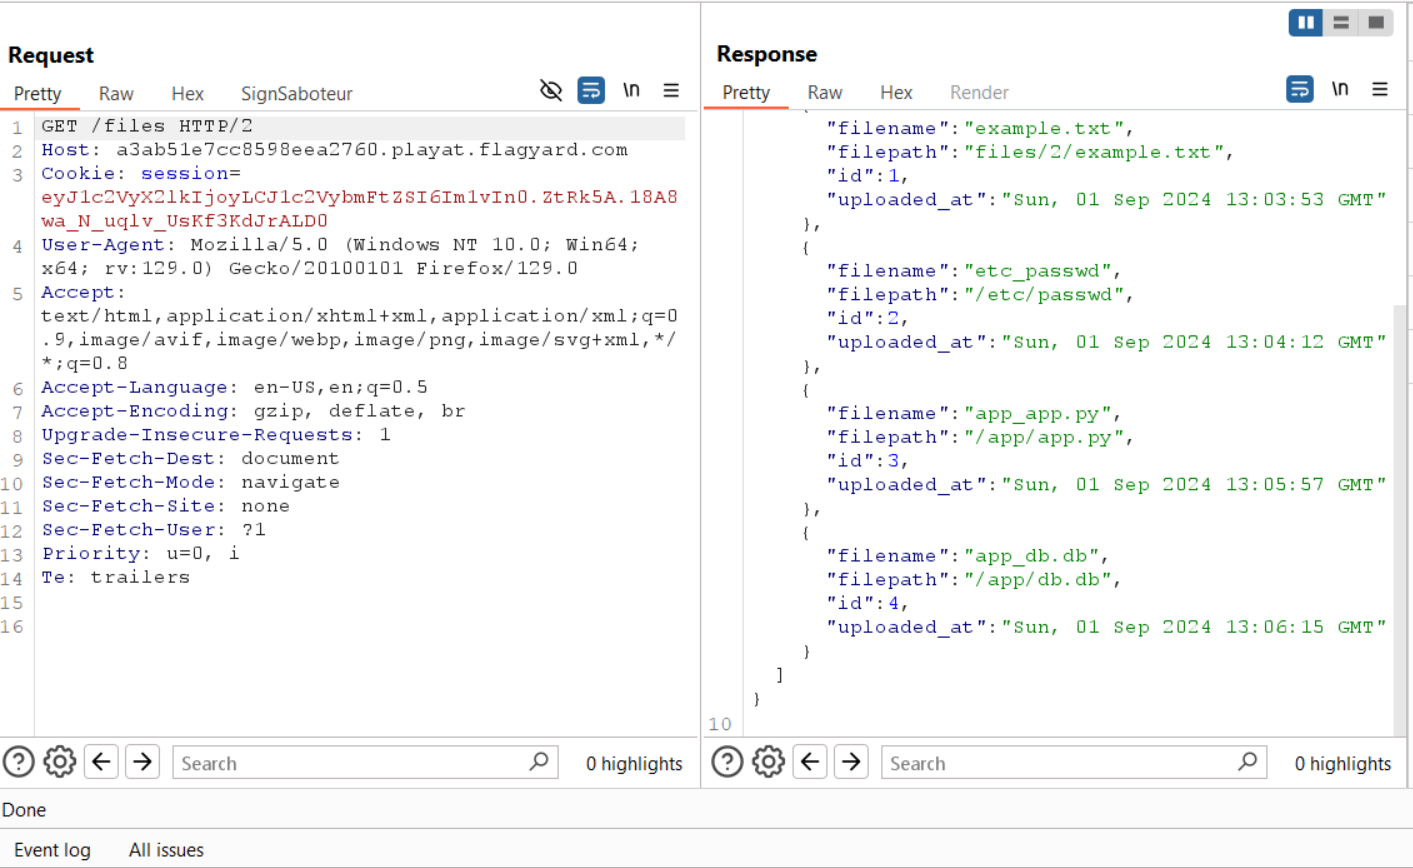 Request
Pretty Raw Hex SignSaboteur \n
1 GET /files HTTP/2
2 Host: a3ab51e7cc8598eea2760.playat.flagyard.com
3 Cookie: session=
eyJ1c2VyX2lkIjoyLCJ1c2VybmFtZSI6Im1vIn0.ZtRk5A.18A8
wa_N_uqlv_UsKf3KdJrALD0
4 User-Agent: Mozilla/5.0 (Windows NT 10.0; Win64;
x64; rv:129.0) Gecko/20100101 Firefox/129.0
5 Accept:
text/html,application/xhtml+xml,application/xml;q=0
.9,image/avif,image/webp,image/png,image/svg+xml,*/
*;q=0.8
6 Accept-Language: en-US,en;q=0.5
7 Accept-Encoding: gzip, deflate, br
8 Upgrade-Insecure-Requests: 1
9 Sec-Fetch-Dest: document
10 Sec-Fetch-Mode: navigate
11 Sec-Fetch-Site: none
12 Sec-Fetch-User: ?1
13 Priority: u=0, i
14 Te: trailers
15
16
Search 0 highlights
Response
Pretty Raw Hex Render \n
"filename":"example.txt",
"filepath":"files/2/example.txt",
"id":1,
"uploaded_at":"Sun, 01 Sep 2024 13:03:53 GMT"
},
{
"filename":"etc_passwd",
"filepath":"/etc/passwd",
"id":2,
"uploaded_at":"Sun, 01 Sep 2024 13:04:12 GMT"
},
{
"filename":"app_app.py",
"filepath":"/app/app.py",
"id":3,
"uploaded_at":"Sun, 01 Sep 2024 13:05:57 GMT"
},
{
"filename":"app_db.db",
"filepath":"/app/db.db",
"id":4,
"uploaded_at":"Sun, 01 Sep 2024 13:06:15 GMT"
}
]
}
10
Search 0 highlights
Done
Event log All issues